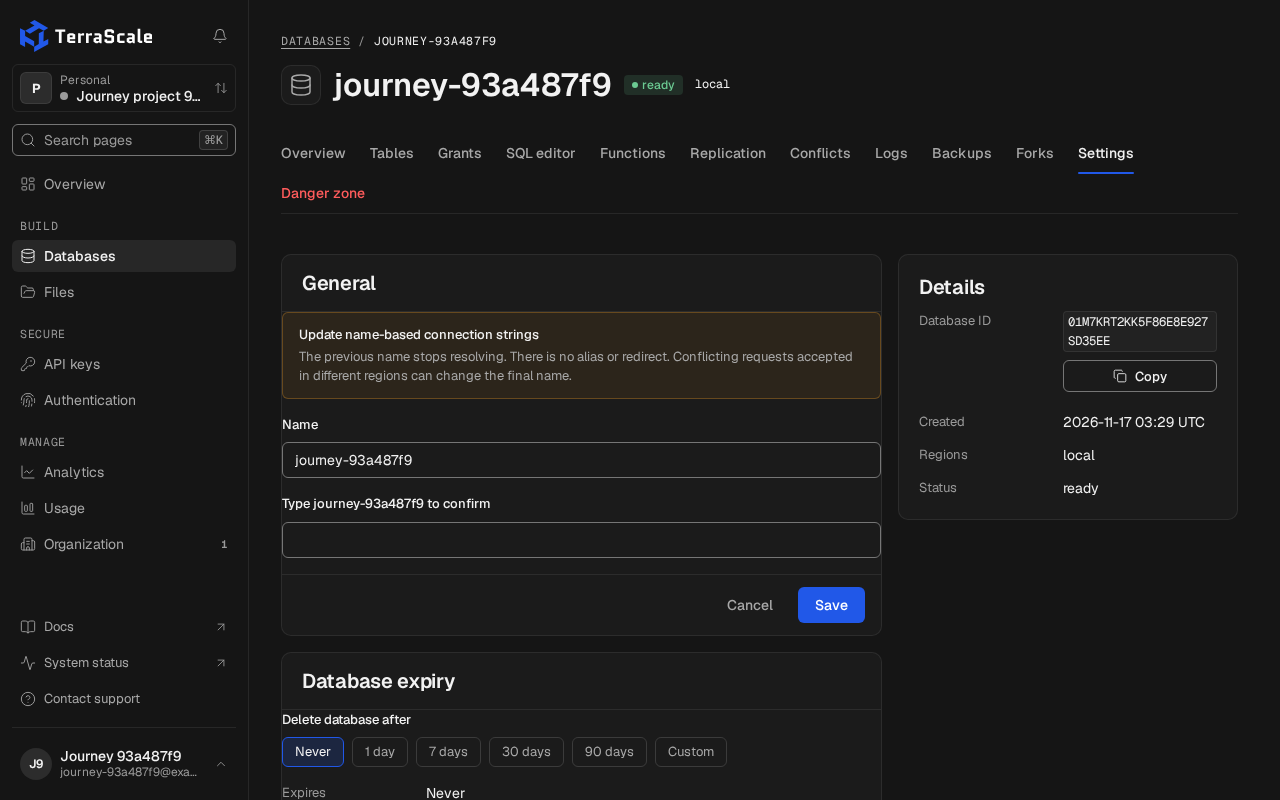 TerraScale
P
Personal
Journey project 9...
Search pages
⌘K
Overview
BUILD
Databases
Files
SECURE
API keys
Authentication
MANAGE
Analytics
Usage
Organization
1
Docs
System status
Contact support
J9
Journey 93a487f9
journey-93a487f9@exa...
DATABASES / JOURNEY-93A487F9
journey-93a487f9
ready
local
Overview Tables Grants SQL editor Functions Replication Conflicts Logs Backups Forks Settings
Danger zone
General
Update name-based connection strings
The previous name stops resolving. There is no alias or redirect. Conflicting requests accepted
in different regions can change the final name.
Name
journey-93a487f9
Type journey-93a487f9 to confirm
Cancel
Save
Database expiry
Delete database after
Never 1 day 7 days 30 days 90 days Custom
Expires Never
Details
Database ID
01M7KRT2KK5F86E8E927
SD35EE
Copy
Created 2026-11-17 03:29 UTC
Regions local
Status ready